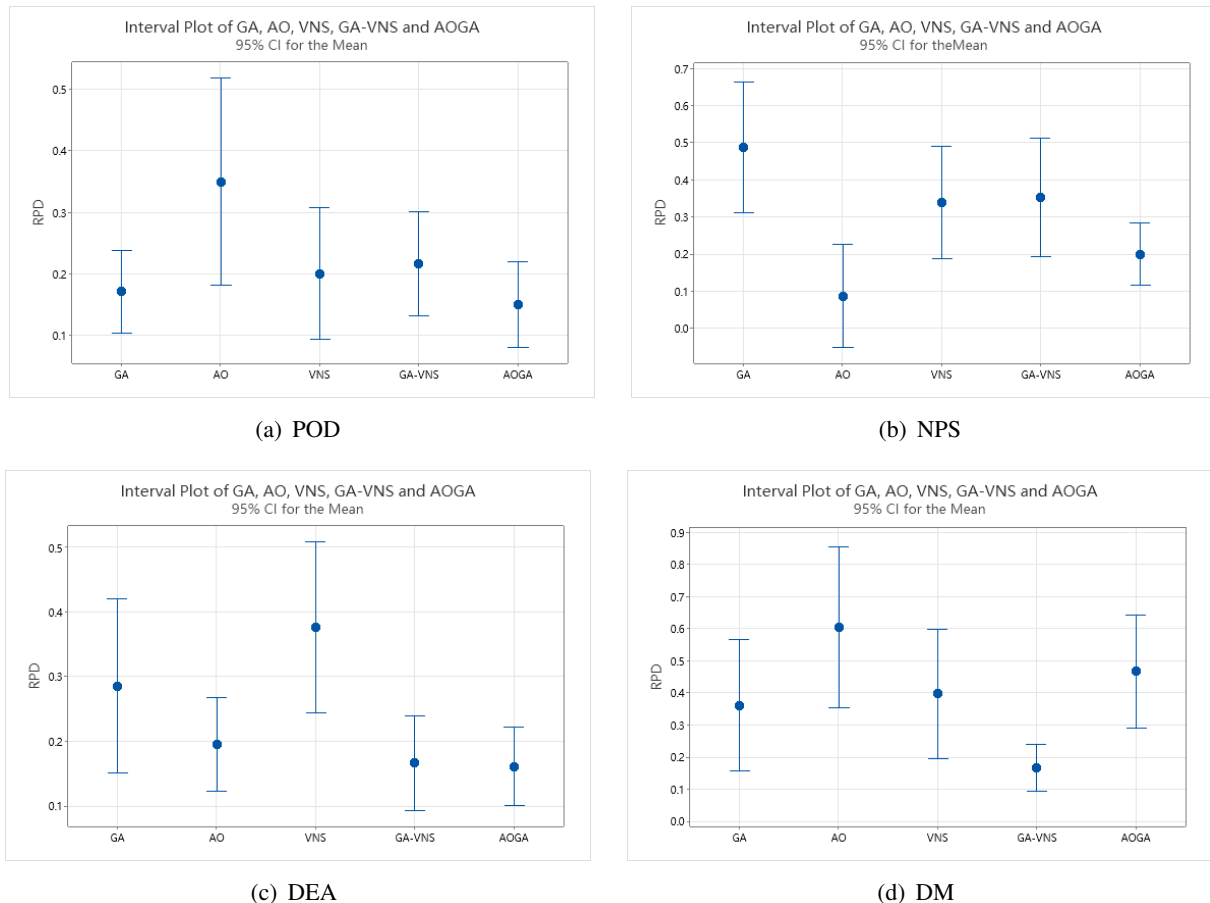 Interval Plot of GA, AO, VNS, GA-VNS and AOGA
95% CI for the Mean
RPD
0.5
0.4
0.3
0.2
0.1
GA AO VNS GA-VNS AOGA
(a) POD
Interval Plot of GA, AO, VNS, GA-VNS and AOGA
95% CI for theMean
RPD
0.7
0.6
0.5
0.4
0.3
0.2
0.1
0.0
GA AO VNS GA-VNS AOGA
(b) NPS
Interval Plot of GA, AO, VNS, GA-VNS and AOGA
95% CI for the Mean
RPD
0.5
0.4
0.3
0.2
0.1
GA AO VNS GA-VNS AOGA
(c) DEA
Interval Plot of GA, AO, VNS, GA-VNS and AOGA
95% CI for the Mean
RPD
0.9
0.8
0.7
0.6
0.5
0.4
0.3
0.2
0.1
0.0
GA AO VNS GA-VNS AOGA
(d) DM